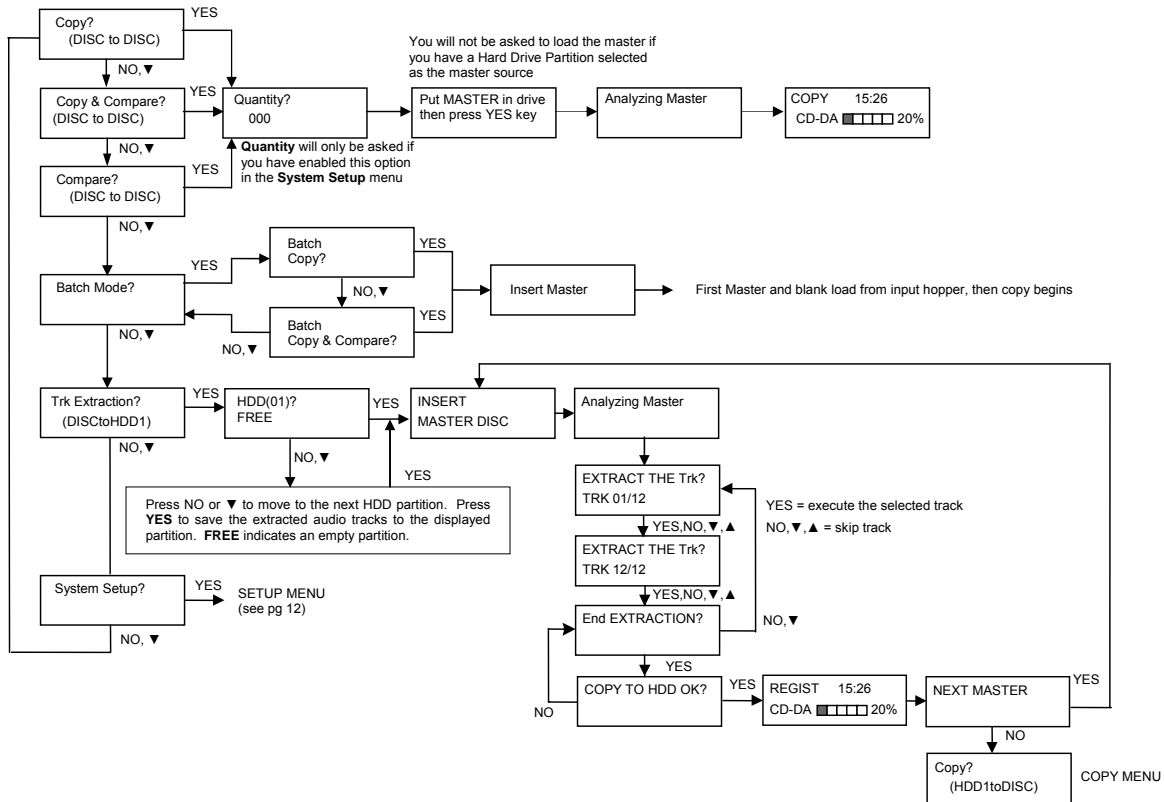 Copy?
(DISC to DISC)
YES
NO,▼
Copy & Compare?
(DISC to DISC)
YES
NO,▼
Compare?
(DISC to DISC)
YES
NO,▼
Quantity?
000
Quantity will only be asked if
you have enabled this option
in the System Setup menu
You will not be asked to load the master if
you have a Hard Drive Partition selected
as the master source
Put MASTER in drive
then press YES key
Analyzing Master
COPY 15:26
CD-DA 20%
Batch Mode?
YES
NO,▼
Batch
Copy?
YES
NO,▼
Batch
Copy & Compare?
YES
NO,▼
Insert Master
First Master and blank load from input hopper, then copy begins
Trk Extraction?
(DISCtoHDD1)
YES
NO,▼
HDD(01)?
FREE
YES
NO,▼
YES
Press NO or ▼ to move to the next HDD partition. Press
YES to save the extracted audio tracks to the displayed
partition. FREE indicates an empty partition.
INSERT
MASTER DISC
Analyzing Master
EXTRACT THE Trk?
TRK 01/12
YES,NO,▼,▲
YES = execute the selected track
NO,▼,▲ = skip track
EXTRACT THE Trk?
TRK 12/12
YES,NO,▼,▲
End EXTRACTION?
NO,▼
YES
COPY TO HDD OK?
NO
YES
REGIST 15:26
CD-DA 20%
NEXT MASTER
YES
NO
Copy?
(HDD1toDISC)
COPY MENU
System Setup?
YES
SETUP MENU
(see pg 12)
NO, ▼